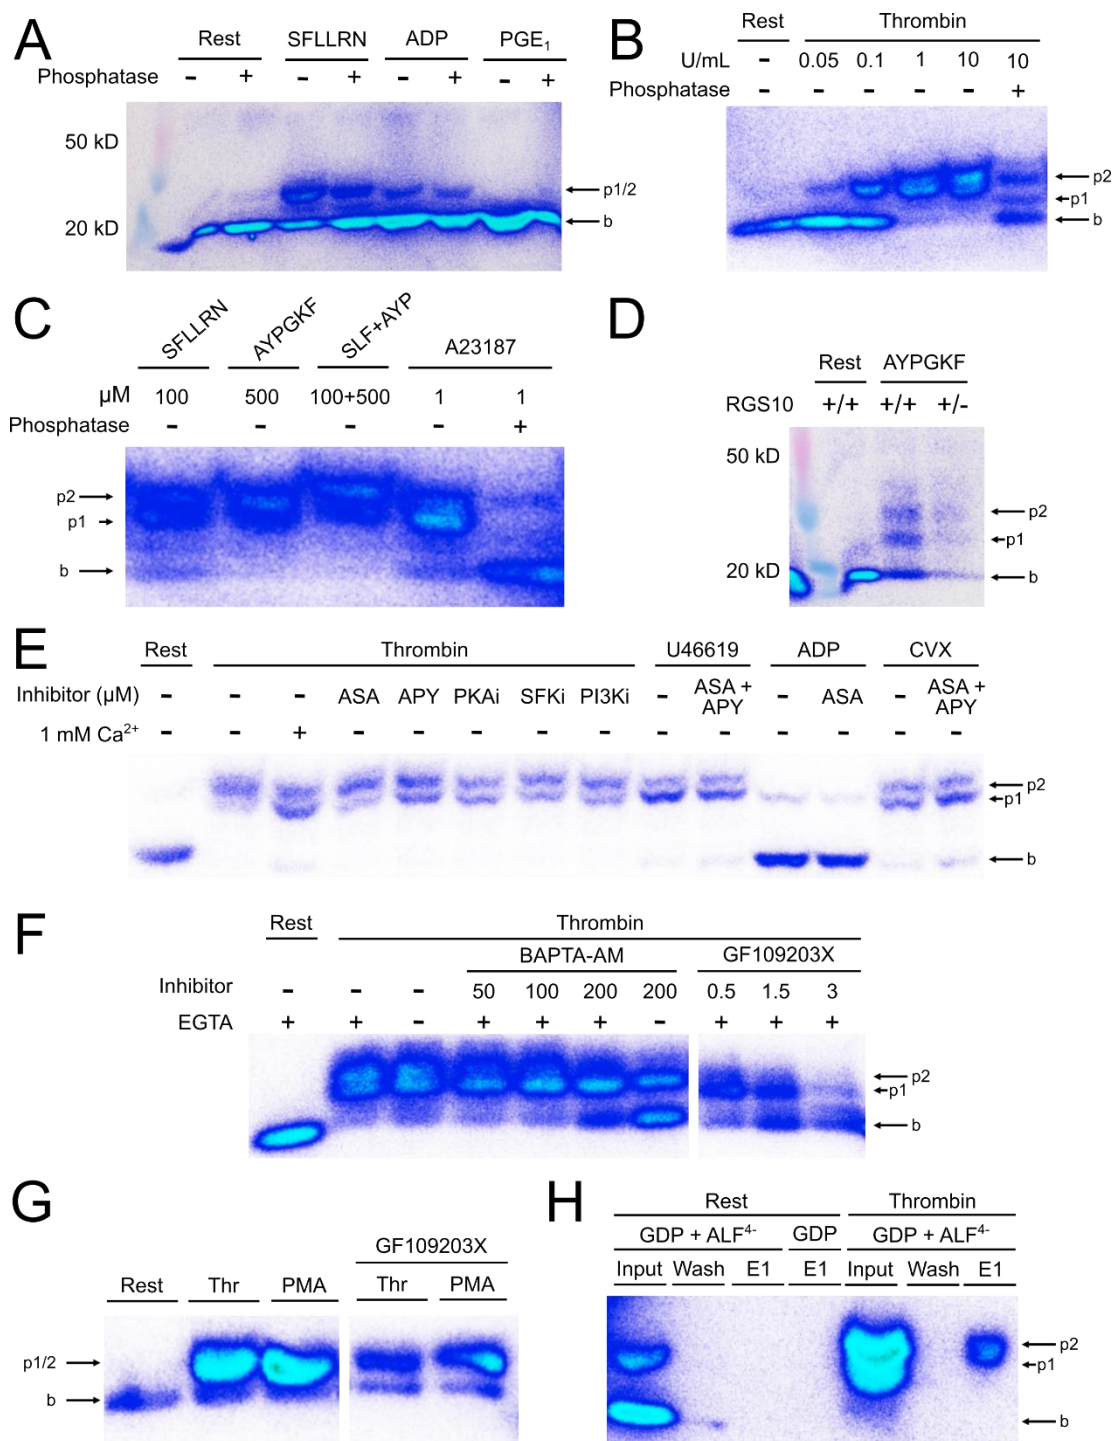 A
Rest SFLLRN ADP PGE₁
Phosphatase - + - + - + - +
50 kD
20 kD
p1/2
b
B
Rest Thrombin
U/mL - 0.05 0.1 1 10 10
Phosphatase - - - - - +
p2
p1
b
C
SFLLRN AYPGKF SLF+AYP A23187
µM 100 500 100+500 1 1
Phosphatase - - - - +
p2
p1
b
D
Rest AYPGKF
RGS10 +/+ +/+ +/-
50 kD
20 kD
p2
p1
b
E
Rest Thrombin U46619 ADP CVX
Inhibitor (µM) - - - ASA APY PKAi SFKi PI3Ki - ASA + APY - ASA - ASA + APY
1 mM Ca²⁺ - - + - - - - - - - - - - -
p2
p1
b
F
Rest Thrombin
BAPTA-AM GF109203X
Inhibitor - - - 50 100 200 200 0.5 1.5 3
EGTA + + - + + + - + + +
p2
p1
b
G
GF109203X
Rest Thr PMA Thr PMA
p1/2
b
H
Rest Thrombin
GDP + ALF⁴⁻ GDP GDP + ALF⁴⁻
Input Wash E1 E1 Input Wash E1
p2
p1
b